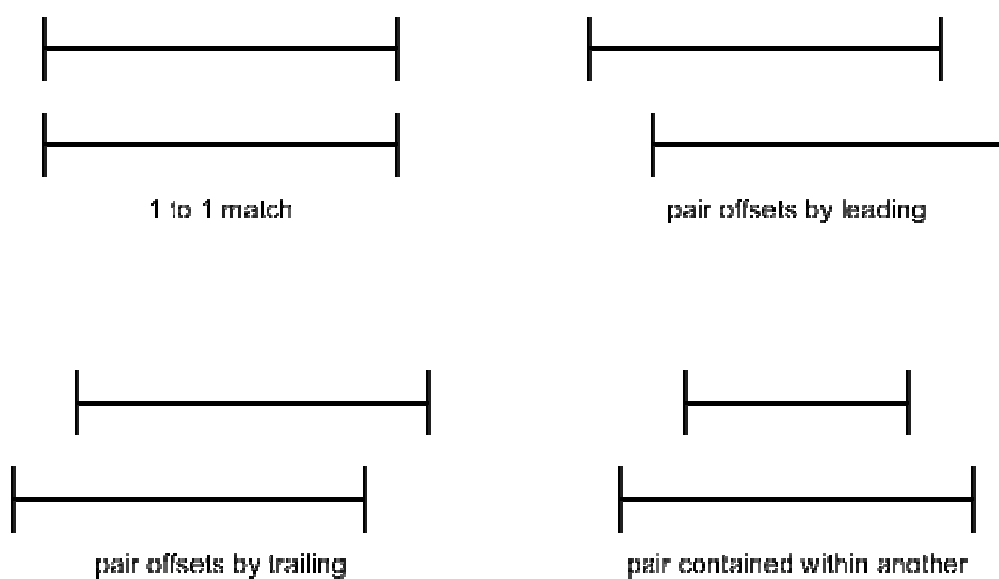 1 to 1 match
pair offsets by leading
pair offsets by trailing
pair contained within another